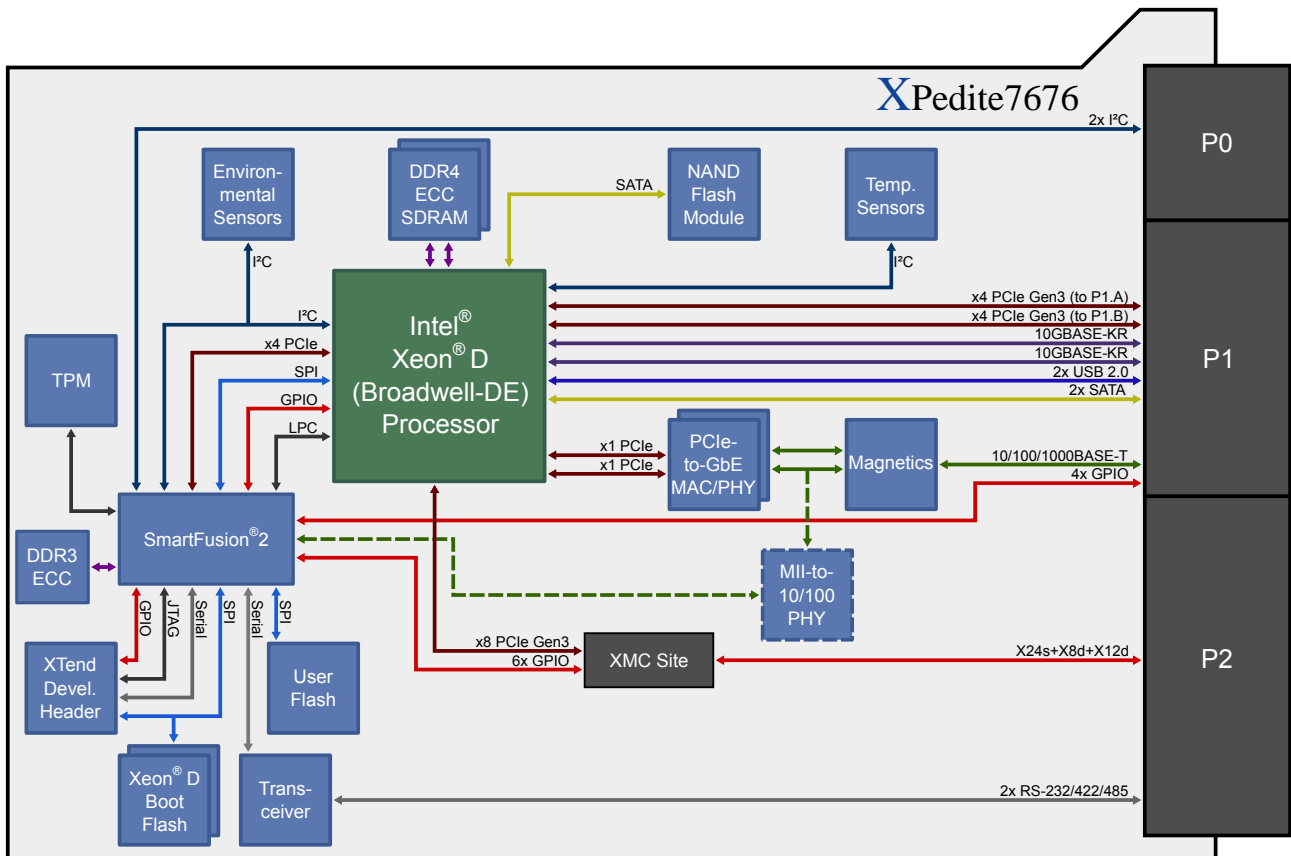 XPedite7676
2x I²C
P0
Environ-
mental
Sensors
DDR4
ECC
SDRAM
SATA
NAND
Flash
Module
Temp.
Sensors
I²C
I²C
I²C
x4 PCIe
SPI
GPIO
LPC
TPM
Intel®
Xeon® D
(Broadwell-DE)
Processor
x4 PCIe Gen3 (to P1.A)
x4 PCIe Gen3 (to P1.B)
10GBASE-KR
10GBASE-KR
2x USB 2.0
2x SATA
P1
x1 PCIe
x1 PCIe
PCIe-
to-GbE
MAC/PHY
Magnetics
10/100/1000BASE-T
4x GPIO
SmartFusion®2
DDR3
ECC
MII-to-
10/100
PHY
GPIO
JTAG
Serial
SPI
Serial
SPI
x8 PCIe Gen3
6x GPIO
XMC Site
X24s+X8d+X12d
P2
XTend
Devel.
Header
User
Flash
Xeon® D
Boot
Flash
Trans-
ceiver
2x RS-232/422/485